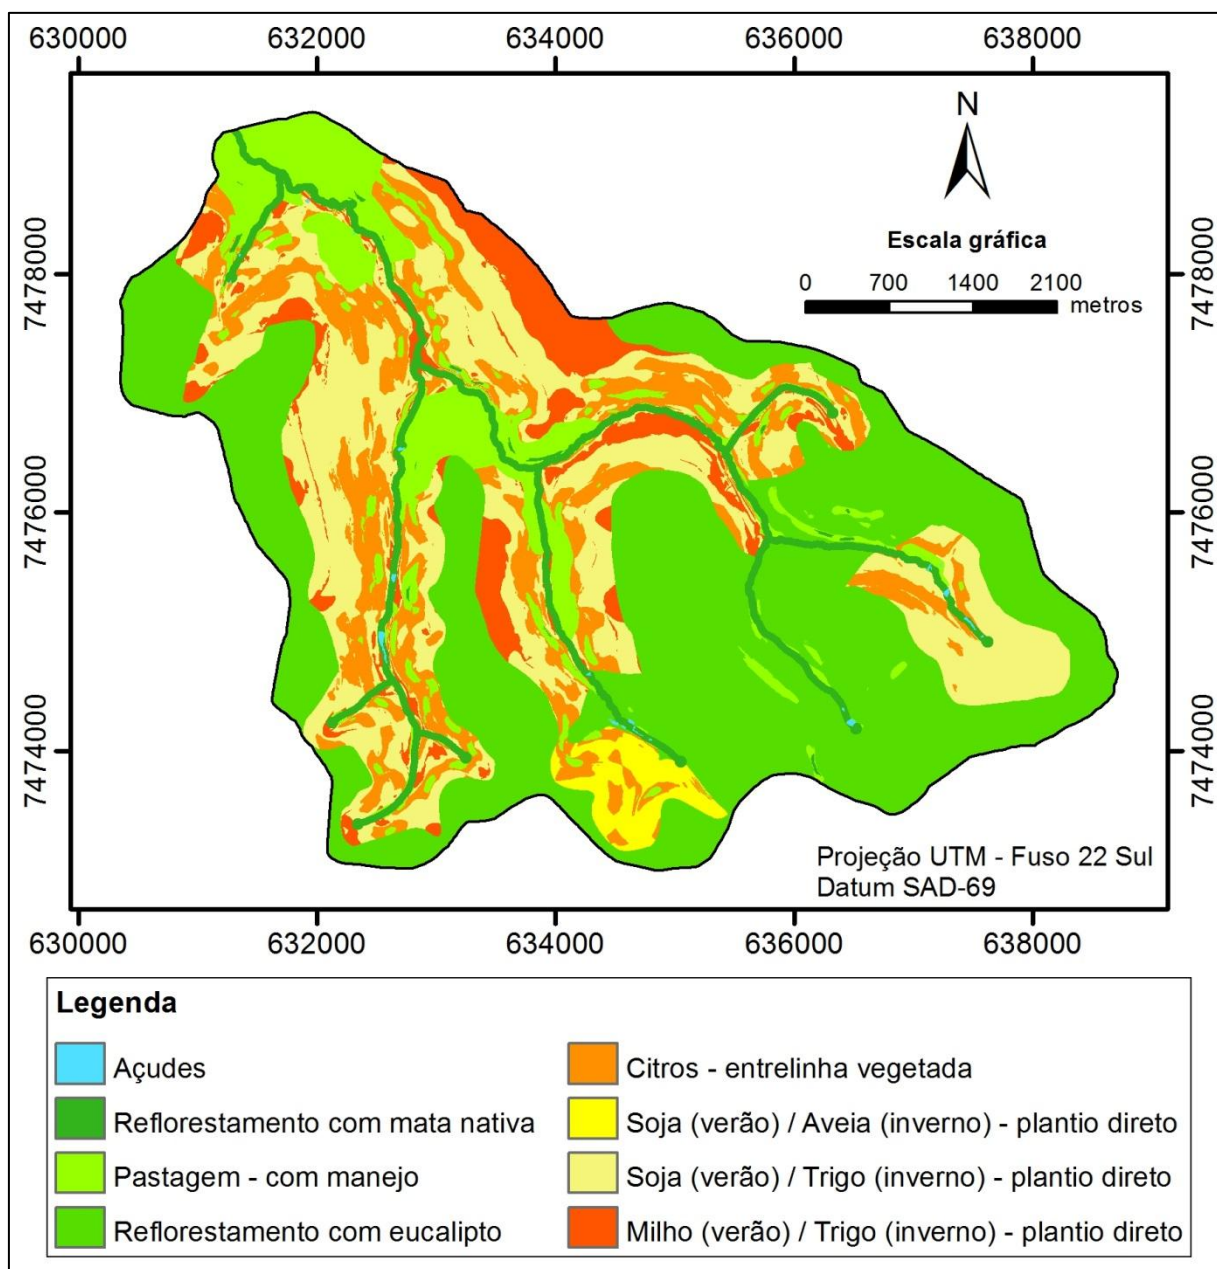 630000 632000 634000 636000 638000
N
Escala gráfica
0 700 1400 2100
metros
7478000 7478000
7476000 7476000
7474000 7474000
Projeção UTM - Fuso 22 Sul
Datum SAD-69
630000 632000 634000 636000 638000
Legenda
Açudes
Reflorestamento com mata nativa
Pastagem - com manejo
Reflorestamento com eucalipto
Citros - entrelinha vegetada
Soja (verão) / Aveia (inverno) - plantio direto
Soja (verão) / Trigo (inverno) - plantio direto
Milho (verão) / Trigo (inverno) - plantio direto